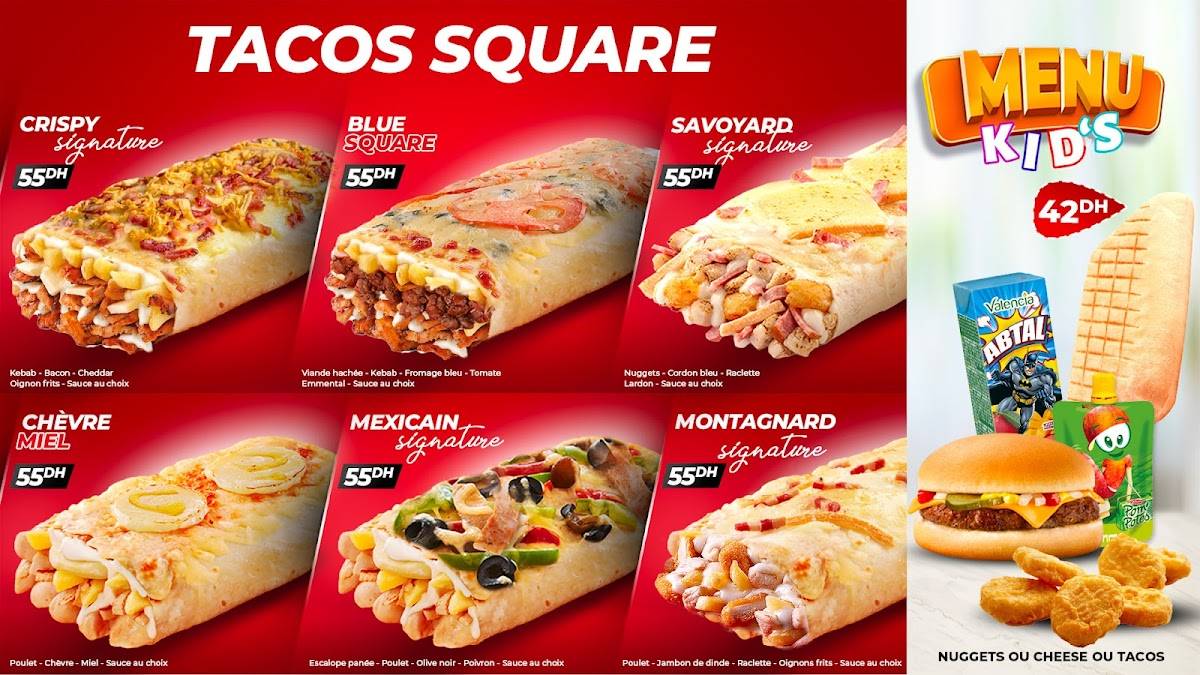 TACOS SQUARE
CRISPY
signature
55DH
Kebab - Bacon - Cheddar
Oignon frits - Sauce au choix
BLUE
SQUARE
55DH
Viande hachée - Kebab - Fromage bleu - Tomate
Emmental - Sauce au choix
SAVOYARD
signature
55DH
Nuggets - Cordon bleu - Raclette
Lardon - Sauce au choix
CHÈVRE
MIEL
55DH
Poulet - Chèvre - Miel - Sauce au choix
MEXICAIN
signature
55DH
Escalope panée - Poulet - Olive noir - Poivron - Sauce au choix
MONTAGNARD
signature
55DH
Poulet - Jambon de dinde - Raclette - Oignons frits - Sauce au choix
MENU
KID'S
42DH
Valencia
ABTAL
NUGGETS OU CHEESE OU TACOS